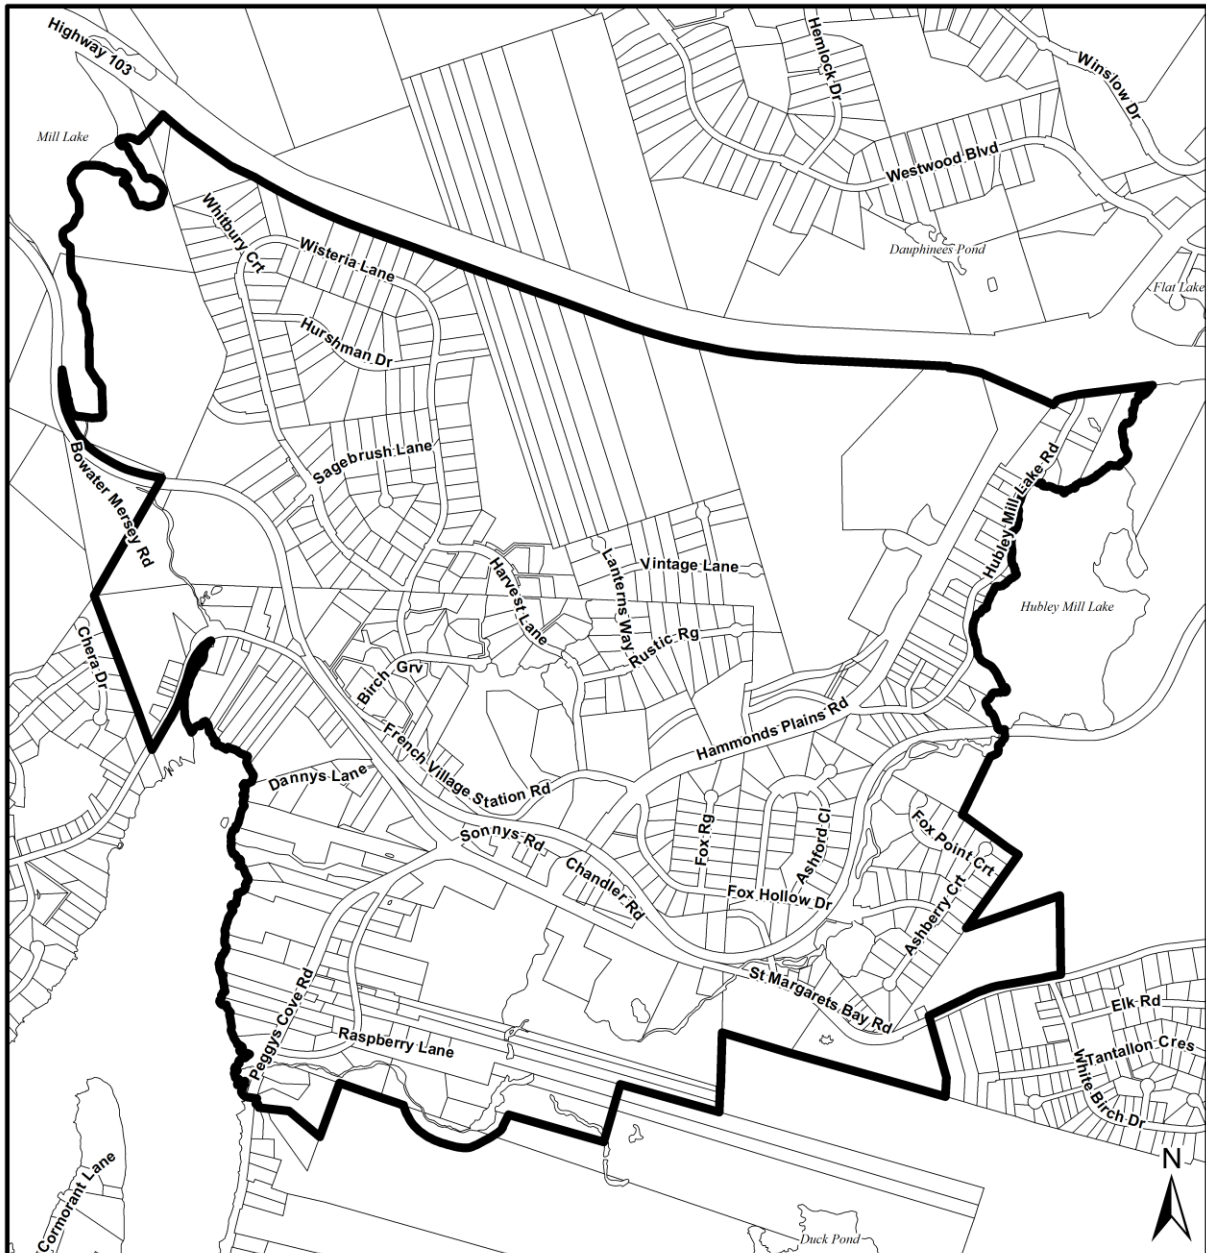 Highway 103
Hemlock Dr
Winslow Dr
Mill Lake
Westwood Blvd
Whitbury Crt
Wisteria Lane
Dauphinees Pond
Flat Lake
Hurshman Dr
Sagebrush Lane
Bowater Mersey Rd
Hubley Mill Lake Rd
Harvest Lane
Lanterns Way
Vintage Lane
Hubley Mill Lake
Chera Dr
Rustic Rg
Birch Grv
Hammonds Plains Rd
French Village Station Rd
Dannys Lane
Sonnys Rd
Chandler Rd
Fox Rg
Ashford Cl
Fox Point Crt
Fox Hollow Dr
Ashberry Crt
St Margarets Bay Rd
Peggys Cove Rd
Raspberry Lane
Elk Rd
Tantallon Cres
White Birch Dr
N
Cormorant Lane
Duck Pond